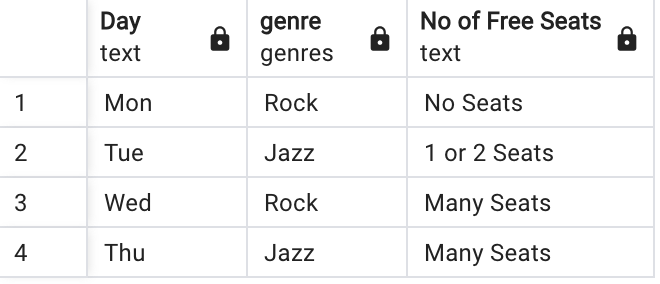 Day genre No of Free Seats
text genres text
1 Mon Rock No Seats
2 Tue Jazz 1 or 2 Seats
3 Wed Rock Many Seats
4 Thu Jazz Many Seats